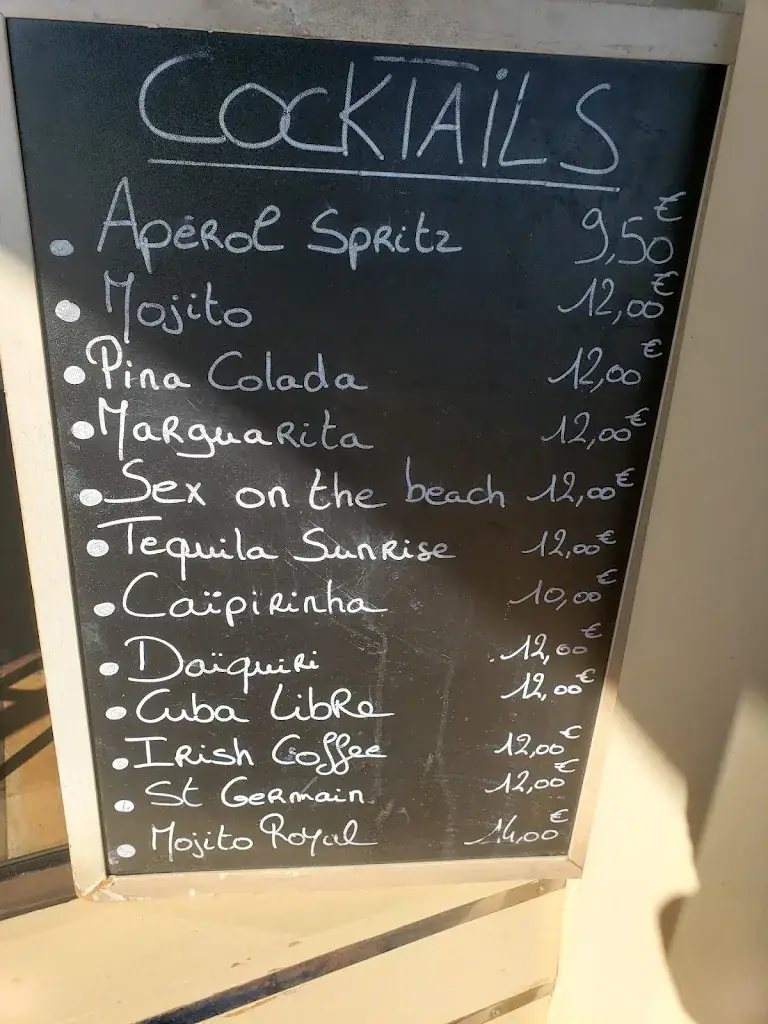 COCKTAiLS
• Apérol Spritz 9,50€
• Mojito 12,00€
• Pina Colada 12,00€
• Marguarita 12,00€
• Sex on the beach 12,00€
• Tequila Sunrise 12,00€
• Caïpirinha 10,00€
• Daïquiri 12,00€
• Cuba Libre 12,00€
• Irish Coffee 12,00€
• St Germain 12,00€
• Mojito Royal 14,00€